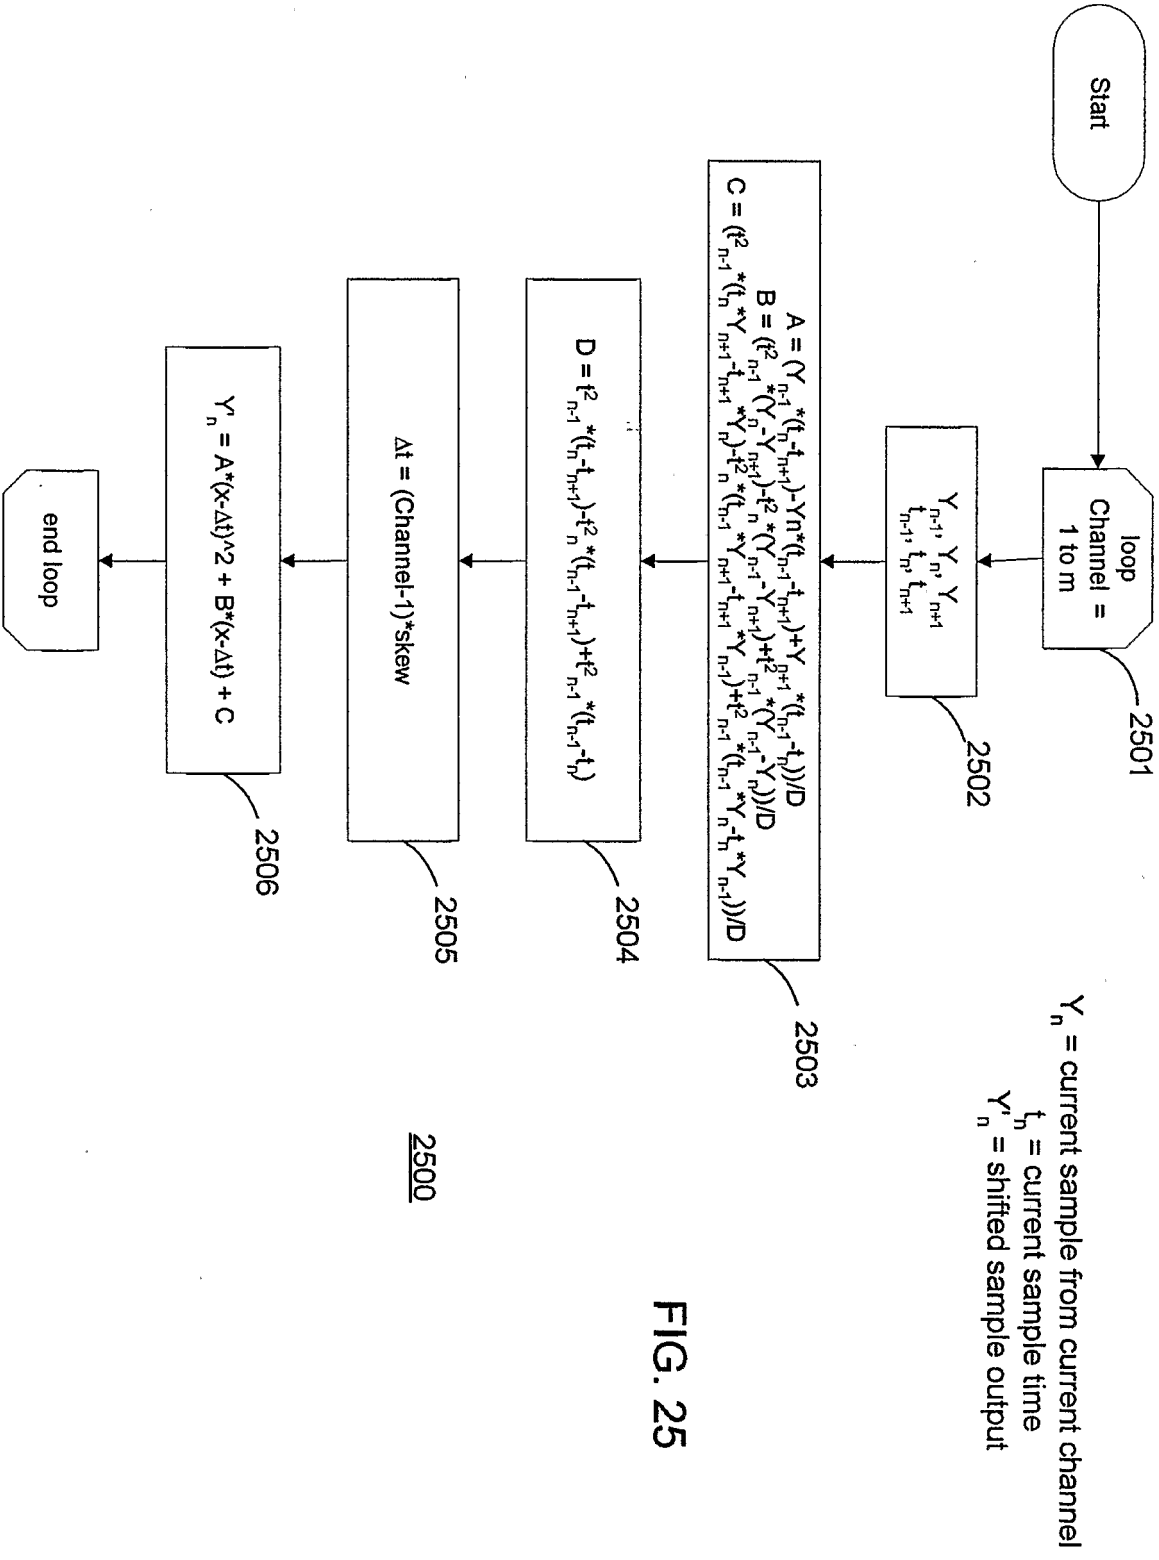 Start
loop
Channel =
1 to m
2501
Yₙ₋₁, Yₙ, Yₙ₊₁
tₙ₋₁, tₙ, tₙ₊₁
2502
A = (Yₙ₋₁*(tₙ-tₙ₊₁)-Yn*(tₙ₋₁-tₙ₊₁)+Yₙ₊₁*(tₙ₋₁-tₙ))/D
B = (t²ₙ₋₁*(Yₙ-Yₙ₊₁)-t²ₙ*(Yₙ₋₁-Yₙ₊₁)+t²ₙ₋₁*(Yₙ₋₁-Yₙ))/D
C = (t²ₙ₋₁*(tₙ*Yₙ₊₁-tₙ₊₁*Yₙ)-t²ₙ*(tₙ₋₁*Yₙ₊₁-tₙ₊₁*Yₙ₋₁)+t²ₙ₋₁*(tₙ₋₁*Yₙ-tₙ*Yₙ₋₁))/D
2503
D = t²ₙ₋₁*(tₙ-tₙ₊₁)-t²ₙ*(tₙ₋₁-tₙ₊₁)+t²ₙ₋₁*(tₙ₋₁-tₙ)
2504
Δt = (Channel-1)*skew
2505
Y'ₙ = A*(x-Δt)^2 + B*(x-Δt) + C
2506
end loop
Yₙ = current sample from current channel
tₙ = current sample time
Y'ₙ = shifted sample output
2500
FIG. 25